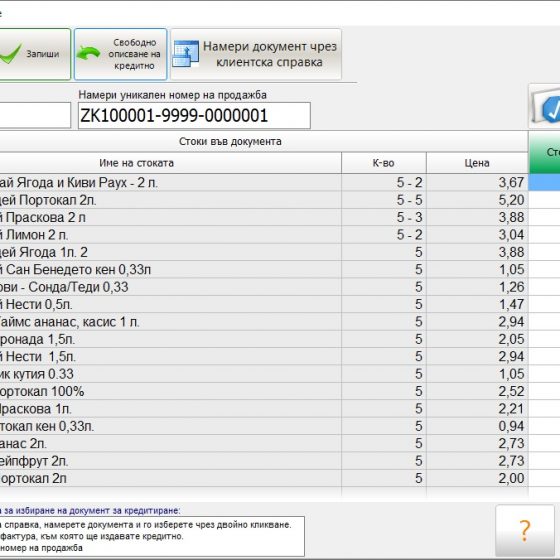 Запиши
Свободно
описване на
кредитно
Намери документ чрез
клиентска справка
Намери уникален номер на продажба
ZK100001-9999-0000001
Стоки във документа
Име на стоката К-во Цена
ай Ягода и Киви Раух - 2 л. 5 - 2 3,67
дей Портокал 2л. 5 - 5 5,20
й Праскова 2 л 5 - 3 3,88
й Лимон 2 л. 5 - 2 3,04
дей Ягода 1л. 2 5 3,88
й Сан Бенедето кен 0,33л 5 1,05
ови - Сонда/Теди 0,33 5 1,26
й Нести 0,5л. 5 1,47
аймс ананас, касис 1 л. 5 2,94
ронада 1,5л. 5 2,05
й Нести 1,5л. 5 2,94
ик кутия 0.33 5 1,05
ортокал 100% 5 2,52
Праскова 1л. 5 2,21
токал кен 0,33л. 5 0,94
анас 2л. 5 2,73
ейпфрут 2л. 5 2,73
ортокал 2л 5 2,00
а за избиране на документ за кредитиране:
а справка, намерете документа и го изберете чрез двойно кликване.
фактура, към която ще издавате кредитно.
номер на продажба
?